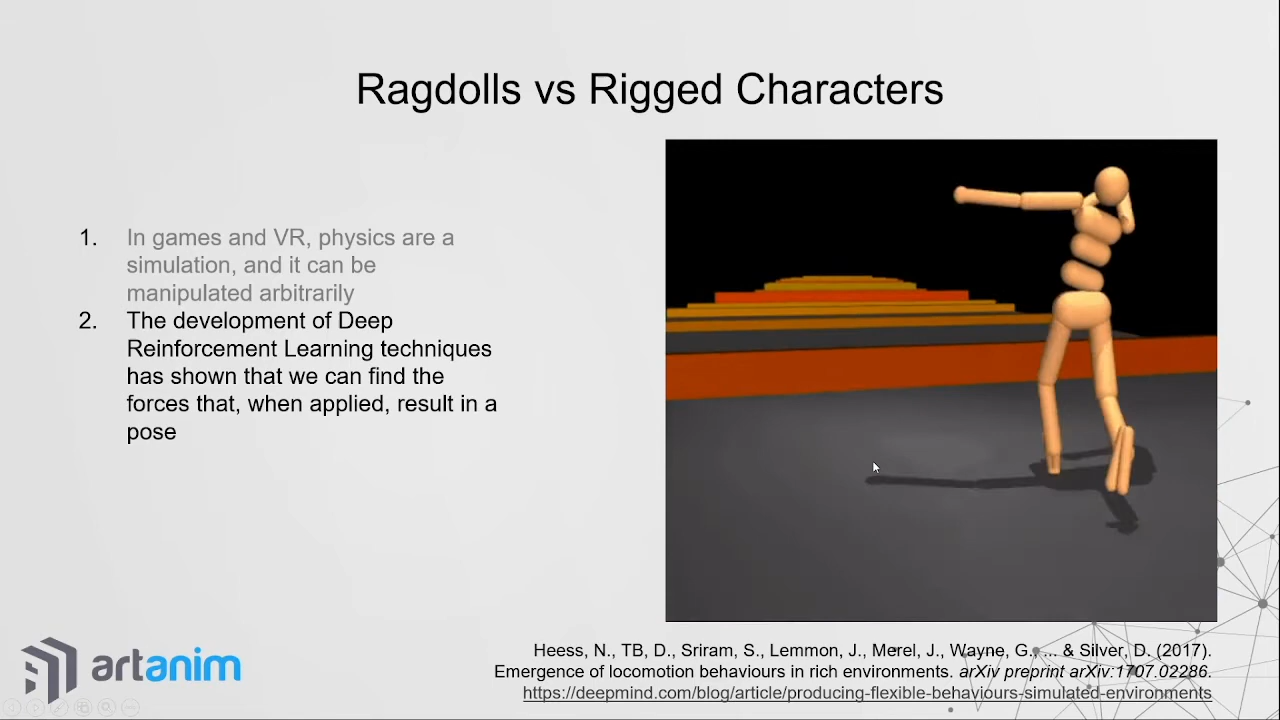 Ragdolls vs Rigged Characters
1. In games and VR, physics are a
simulation, and it can be
manipulated arbitrarily
2. The development of Deep
Reinforcement Learning techniques
has shown that we can find the
forces that, when applied, result in a
pose
artanim
Heess, N., TB, D., Sriram, S., Lemmon, J., Merel, J., Wayne, G., ... & Silver, D. (2017).
Emergence of locomotion behaviours in rich environments. arXiv preprint arXiv:1707.02286.
https://deepmind.com/blog/article/producing-flexible-behaviours-simulated-environments